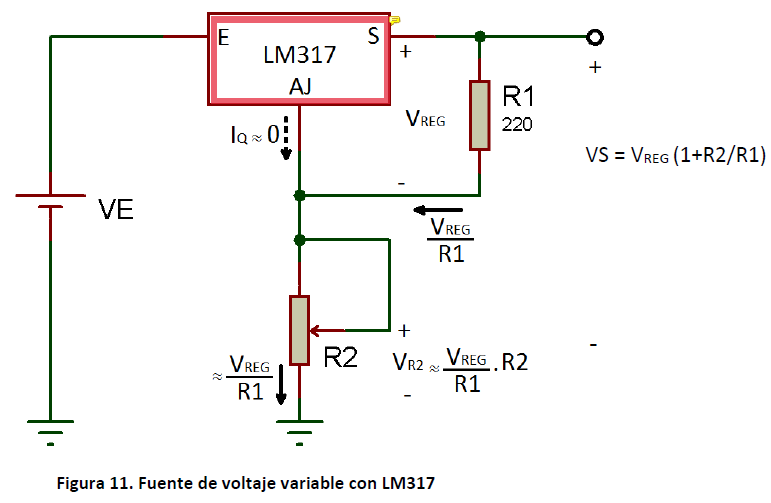 E
LM317
S
AJ
+
+
R1
220
VREG
IQ ≈ 0
VS = VREG (1+R2/R1)
-
VE
VREG
R1
+
-
R2
VR2 ≈ VREG/R1 . R2
≈ VREG/R1
-
Figura 11. Fuente de voltaje variable con LM317